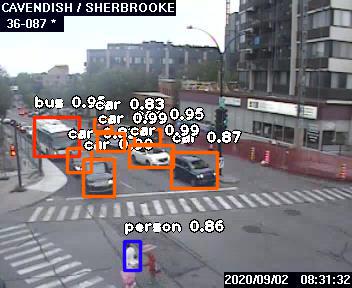 CAVENDISH / SHERBROOKE
36-087 *
bus 0.95
car 0.83
car 0.99
0.95
car 0.99
car 0.87
person 0.86
2020/09/02 08:31:32